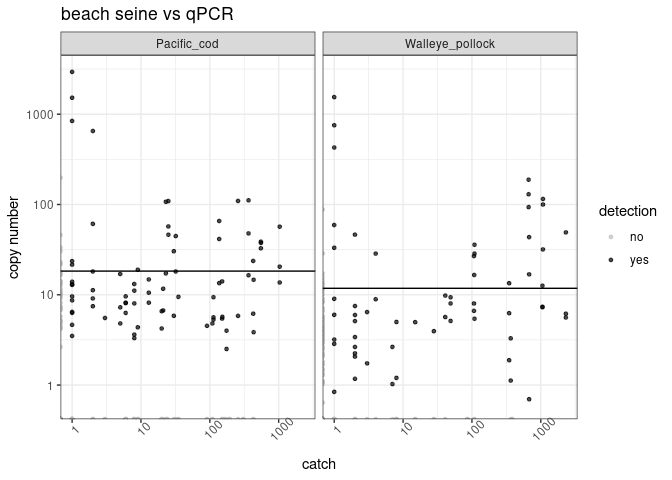 beach seine vs qPCR
Pacific_cod
Walleye_pollock
1000
100
10
1
copy number
1
10
100
1000
1
10
100
1000
catch
detection
no
yes